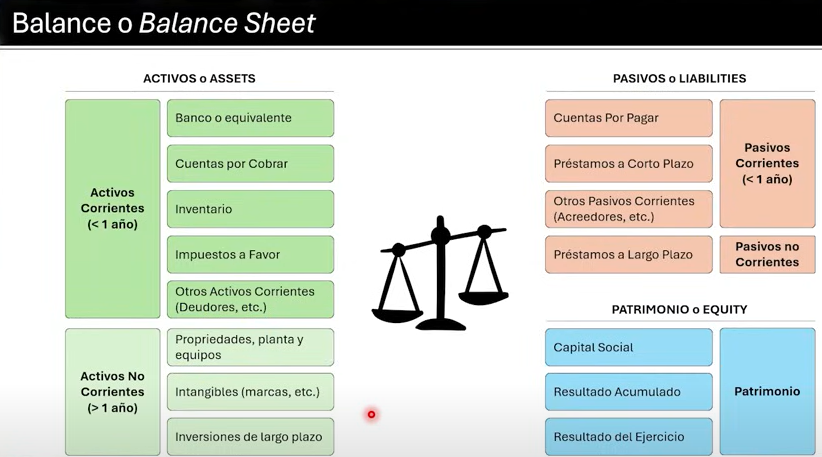 Balance o Balance Sheet
ACTIVOS o ASSETS
Activos
Corrientes
(< 1 año)
Banco o equivalente
Cuentas por Cobrar
Inventario
Impuestos a Favor
Otros Activos Corrientes
(Deudores, etc.)
Activos No
Corrientes
(> 1 año)
Propiedades, planta y
equipos
Intangibles (marcas, etc.)
Inversiones de largo plazo
PASIVOS o LIABILITIES
Cuentas Por Pagar
Préstamos a Corto Plazo
Otros Pasivos Corrientes
(Acreedores, etc.)
Pasivos
Corrientes
(< 1 año)
Préstamos a Largo Plazo
Pasivos no
Corrientes
PATRIMONIO o EQUITY
Capital Social
Resultado Acumulado
Resultado del Ejercicio
Patrimonio